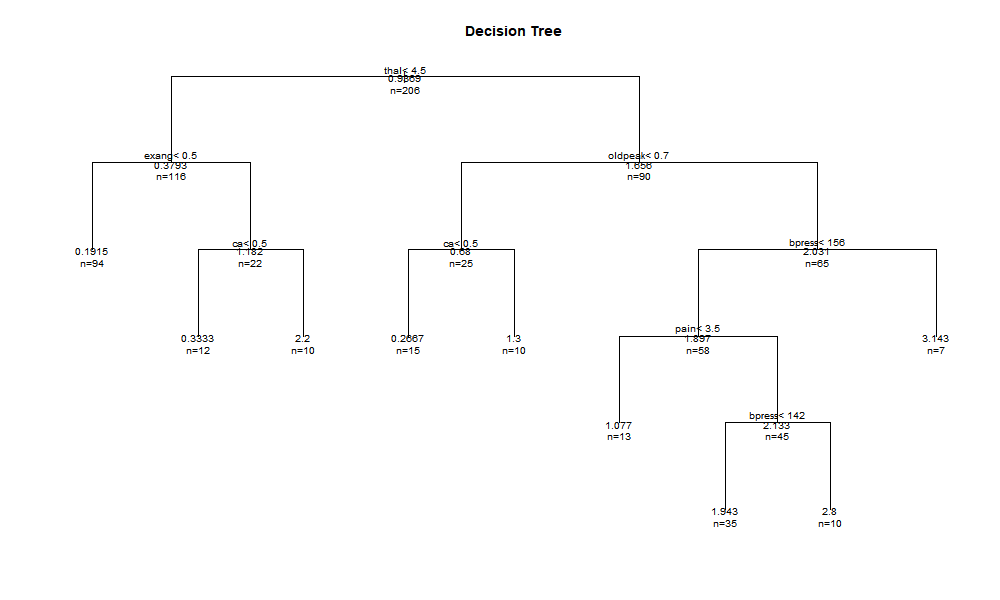 Decision Tree
thal< 4.5
0.9369
n=206
exang< 0.5
0.3793
n=116
oldpeak< 0.7
1.656
n=90
0.1915
n=94
ca< 0.5
1.182
n=22
ca< 0.5
0.68
n=25
bpress< 156
2.031
n=65
0.3333
n=12
2.2
n=10
0.2667
n=15
1.3
n=10
pain< 3.5
1.897
n=58
3.143
n=7
1.077
n=13
bpress< 142
2.133
n=45
1.943
n=35
2.8
n=10